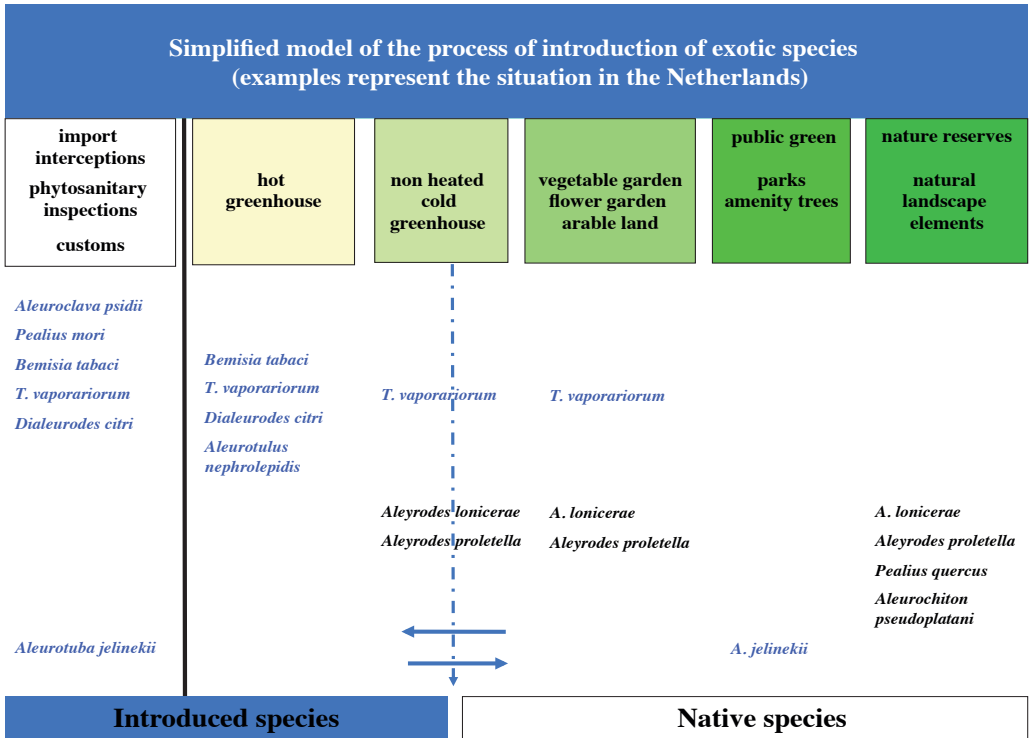 Simplified model of the process of introduction of exotic species
(examples represent the situation in the Netherlands)
import
interceptions
phytosanitary
inspections
customs
hot
greenhouse
non heated
cold
greenhouse
vegetable garden
flower garden
arable land
public green
parks
amenity trees
nature reserves
natural
landscape
elements
Aleuroclava psidii
Pealius mori
Bemisia tabaci
T. vaporariorum
Dialeurodes citri
Bemisia tabaci
T. vaporariorum
Dialeurodes citri
Aleurotulus
nephrolepidis
T. vaporariorum
T. vaporariorum
Aleyrodes lonicerae
Aleyrodes proletella
A. lonicerae
Aleyrodes proletella
A. lonicerae
Aleyrodes proletella
Pealius quercus
Aleurochiton
pseudoplatani
Aleurotuba jelinekii
A. jelinekii
Introduced species
Native species